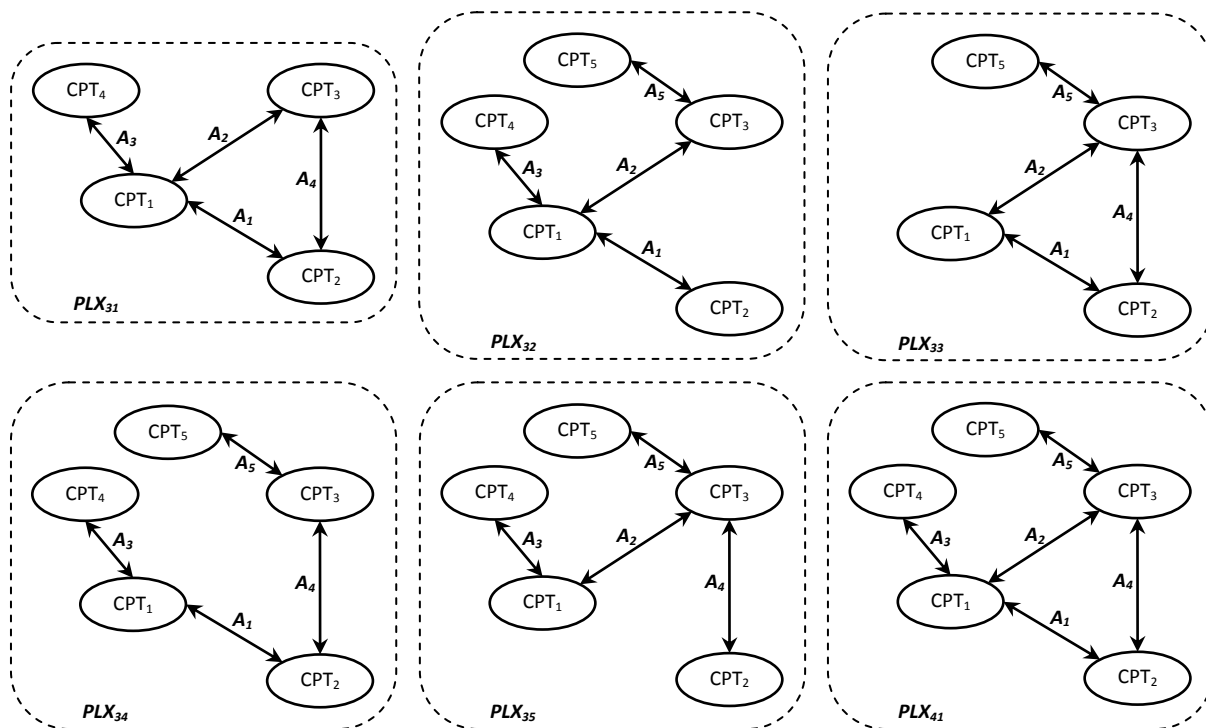 CPT4
CPT3
A3
A2
A4
CPT1
A1
CPT2
PLX31
CPT5
A5
CPT4
CPT3
A3
A2
CPT1
A1
CPT2
PLX32
CPT5
A5
CPT3
A2
A4
CPT1
A1
CPT2
PLX33
CPT5
A5
CPT4
CPT3
A3
A4
CPT1
A1
CPT2
PLX34
CPT5
A5
CPT4
CPT3
A3
A2
A4
CPT1
CPT2
PLX35
CPT5
A5
CPT4
CPT3
A3
A2
A4
CPT1
A1
CPT2
PLX41